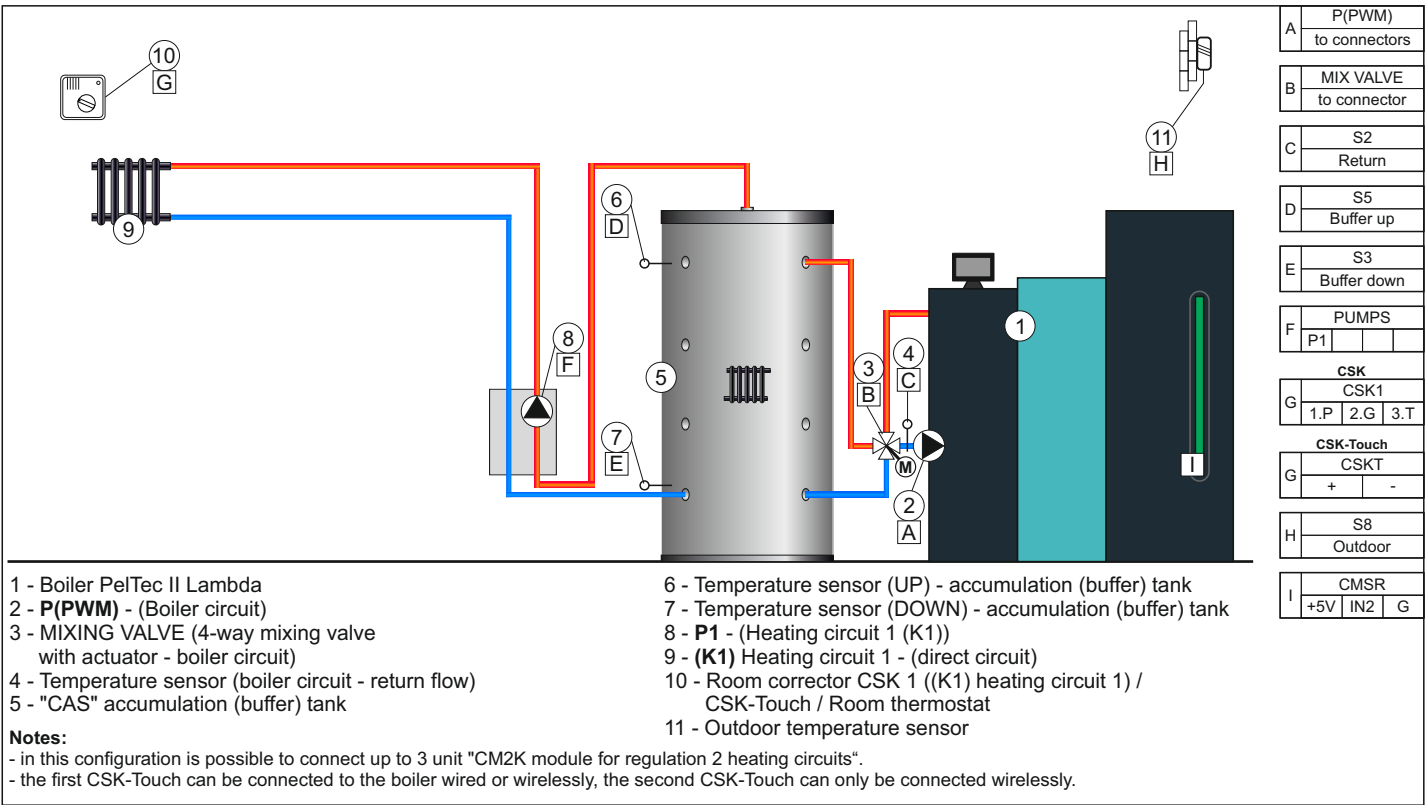 10
G
11
H
9
6
D
8
F
5
7
E
3
B
4
C
M
2
A
1
I
A
P(PWM)
to connectors
B
MIX VALVE
to connector
C
S2
Return
D
S5
Buffer up
E
S3
Buffer down
F
PUMPS
P1
CSK
G
CSK1
1.P 2.G 3.T
CSK-Touch
G
CSKT
+ -
H
S8
Outdoor
I
CMSR
+5V IN2 G
1 - Boiler PelTec II Lambda
2 - P(PWM) - (Boiler circuit)
3 - MIXING VALVE (4-way mixing valve
with actuator - boiler circuit)
4 - Temperature sensor (boiler circuit - return flow)
5 - "CAS" accumulation (buffer) tank
6 - Temperature sensor (UP) - accumulation (buffer) tank
7 - Temperature sensor (DOWN) - accumulation (buffer) tank
8 - P1 - (Heating circuit 1 (K1))
9 - (K1) Heating circuit 1 - (direct circuit)
10 - Room corrector CSK 1 ((K1) heating circuit 1) /
CSK-Touch / Room thermostat
11 - Outdoor temperature sensor
Notes:
- in this configuration is possible to connect up to 3 unit "CM2K module for regulation 2 heating circuits“.
- the first CSK-Touch can be connected to the boiler wired or wirelessly, the second CSK-Touch can only be connected wirelessly.